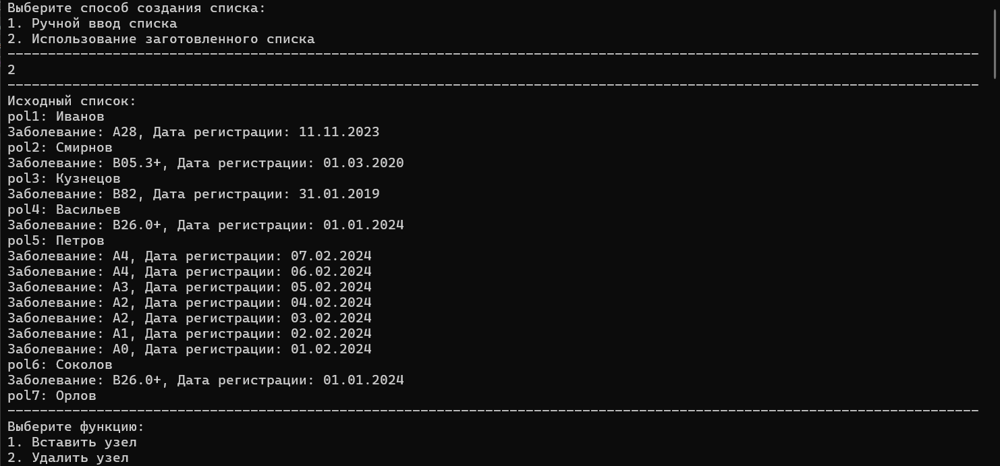 Выберите способ создания списка:
1. Ручной ввод списка
2. Использование заготовленного списка
------------------------------------------------------------------------------------------------------------------------
2
------------------------------------------------------------------------------------------------------------------------
Исходный список:
pol1: Иванов
Заболевание: A28, Дата регистрации: 11.11.2023
pol2: Смирнов
Заболевание: B05.3+, Дата регистрации: 01.03.2020
pol3: Кузнецов
Заболевание: B82, Дата регистрации: 31.01.2019
pol4: Васильев
Заболевание: B26.0+, Дата регистрации: 01.01.2024
pol5: Петров
Заболевание: A4, Дата регистрации: 07.02.2024
Заболевание: A4, Дата регистрации: 06.02.2024
Заболевание: A3, Дата регистрации: 05.02.2024
Заболевание: A2, Дата регистрации: 04.02.2024
Заболевание: A2, Дата регистрации: 03.02.2024
Заболевание: A1, Дата регистрации: 02.02.2024
Заболевание: A0, Дата регистрации: 01.02.2024
pol6: Соколов
Заболевание: B26.0+, Дата регистрации: 01.01.2024
pol7: Орлов
------------------------------------------------------------------------------------------------------------------------
Выберите функцию:
1. Вставить узел
2. Удалить узел